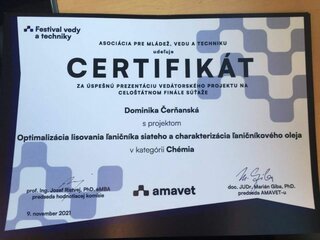 Festival vedy
a techniky
ASOCIÁCIA PRE MLÁDEŽ, VEDU A TECHNIKU
udeľuje
CERTIFIKÁT
ZA ÚSPEŠNÚ PREZENTÁCIU VEDÁTORSKÉHO PROJEKTU NA
CELOŠTÁTNOM FINÁLE SÚŤAŽE
Dominika Čerňanská
s projektom
Optimalizácia lisovania ľaničníka siateho a charakterizácia ľaničníkového oleja
v kategórii Chémia
prof. Ing. Jozef Ristvej, PhD. eMBA
predseda hodnotiacej komisie
amavet
doc. JUDr. Marián Giba, PhD.
predseda AMAVET-u
9. november 2021